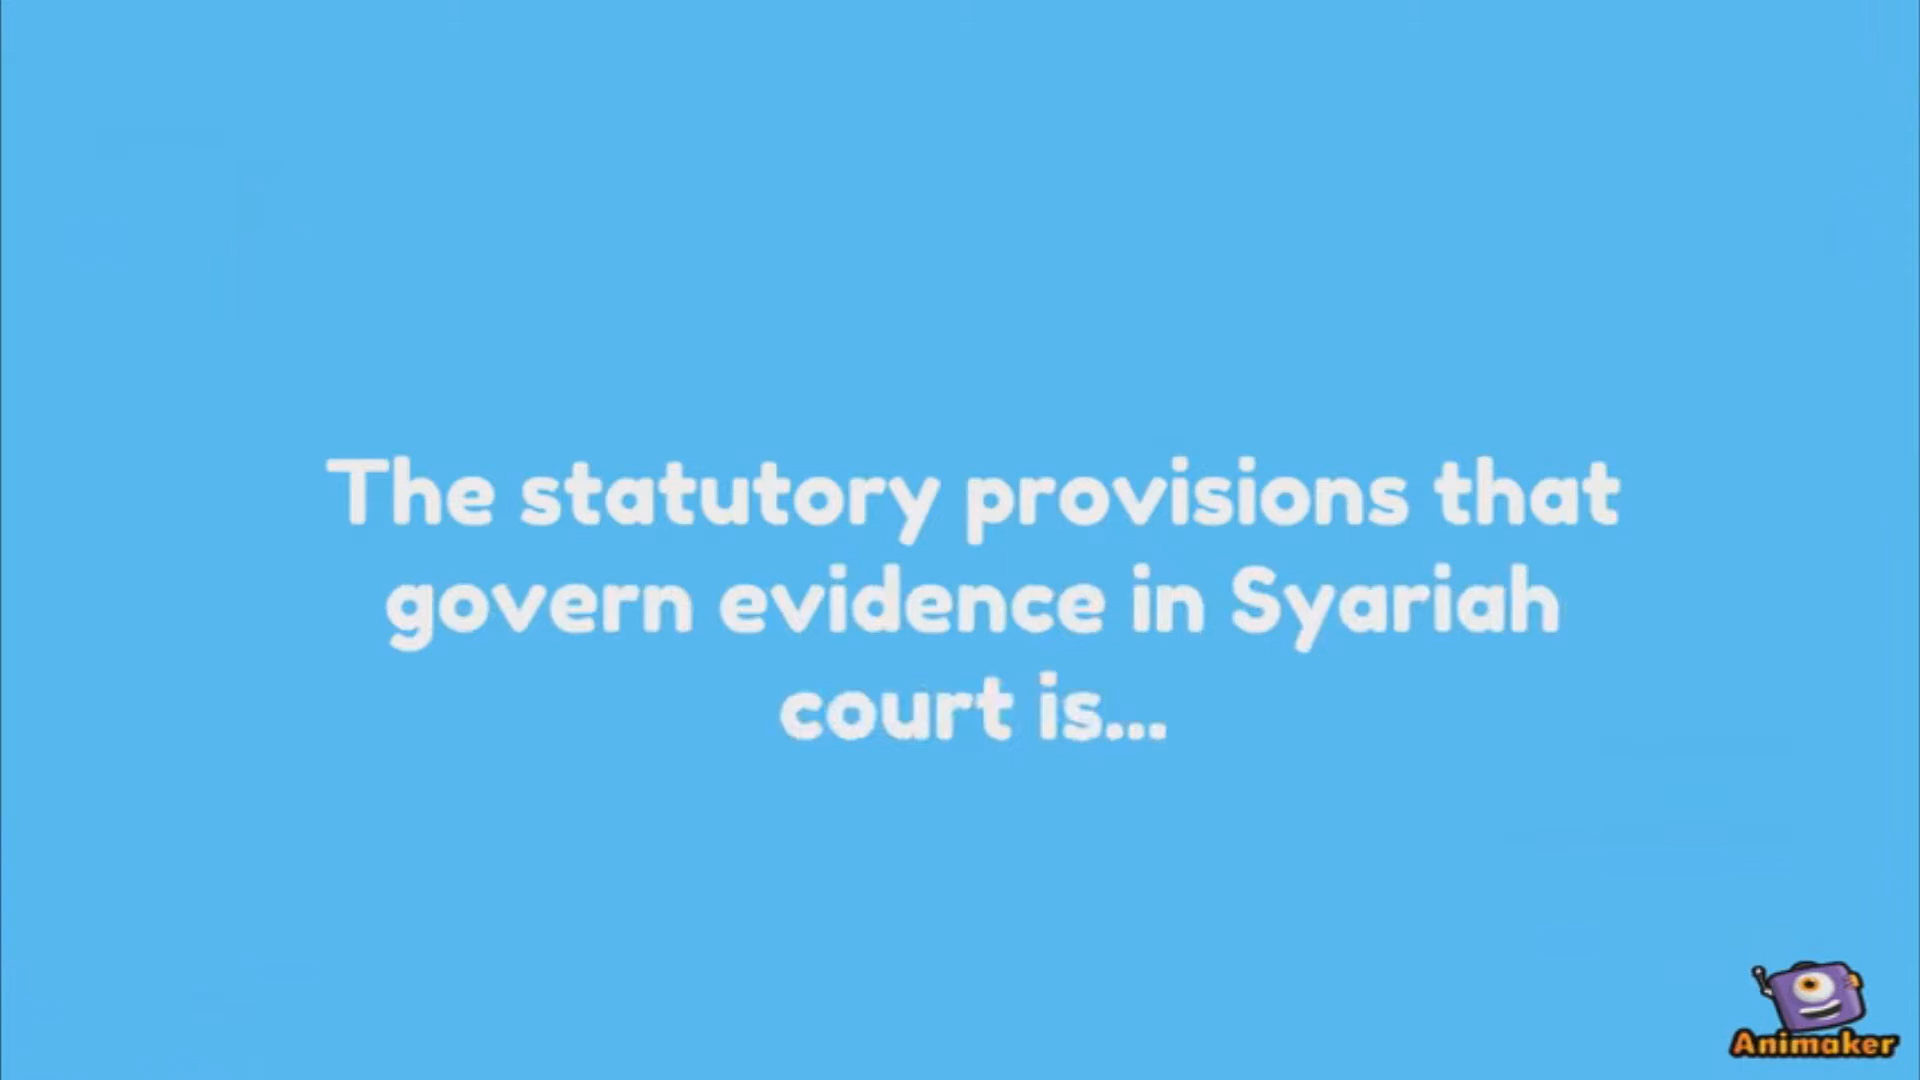 The statutory provisions that
govern evidence in Syariah
court is...
Animaker